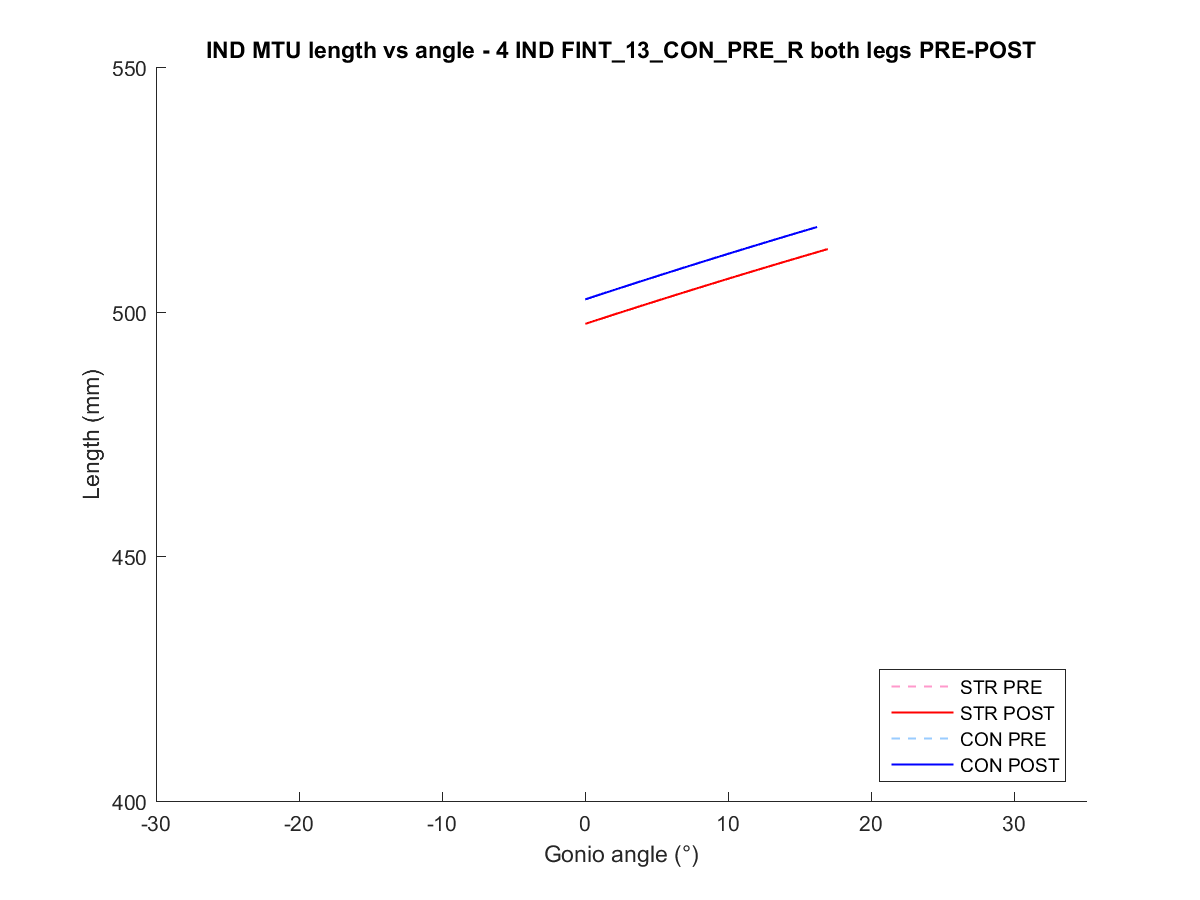 IND MTU length vs angle - 4 IND FINT_13_CON_PRE_R both legs PRE-POST
550
500
450
400
Length (mm)
-30
-20
-10
0
10
20
30
Gonio angle (°)
STR PRE
STR POST
CON PRE
CON POST